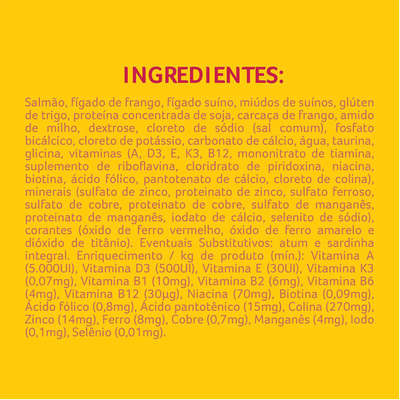 INGREDIENTES:
Salmão, fígado de frango, fígado suíno, miúdos de suínos, glúten
de trigo, proteína concentrada de soja, carcaça de frango, amido
de milho, dextrose, cloreto de sódio (sal comum), fosfato
bicálcico, cloreto de potássio, carbonato de cálcio, água, taurina,
glicina, vitaminas (A, D3, E, K3, B12, mononitrato de tiamina,
suplemento de riboflavina, cloridrato de piridoxina, niacina,
biotina, ácido fólico, pantotenato de cálcio, cloreto de colina),
minerais (sulfato de zinco, proteinato de zinco, sulfato ferroso,
sulfato de cobre, proteinato de cobre, sulfato de manganês,
proteinato de manganês, iodato de cálcio, selenito de sódio),
corantes (óxido de ferro vermelho, óxido de ferro amarelo e
dióxido de titânio). Eventuais Substitutivos: atum e sardinha
integral. Enriquecimento / kg de produto (mín.): Vitamina A
(5.000UI), Vitamina D3 (500UI), Vitamina E (30UI), Vitamina K3
(0,07mg), Vitamina B1 (10mg), Vitamina B2 (6mg), Vitamina B6
(4mg), Vitamina B12 (30µg), Niacina (70mg), Biotina (0,09mg),
Ácido fólico (0,8mg), Ácido pantotênico (15mg), Colina (270mg),
Zinco (14mg), Ferro (8mg), Cobre (0,7mg), Manganês (4mg), Iodo
(0,1mg), Selênio (0,01mg).